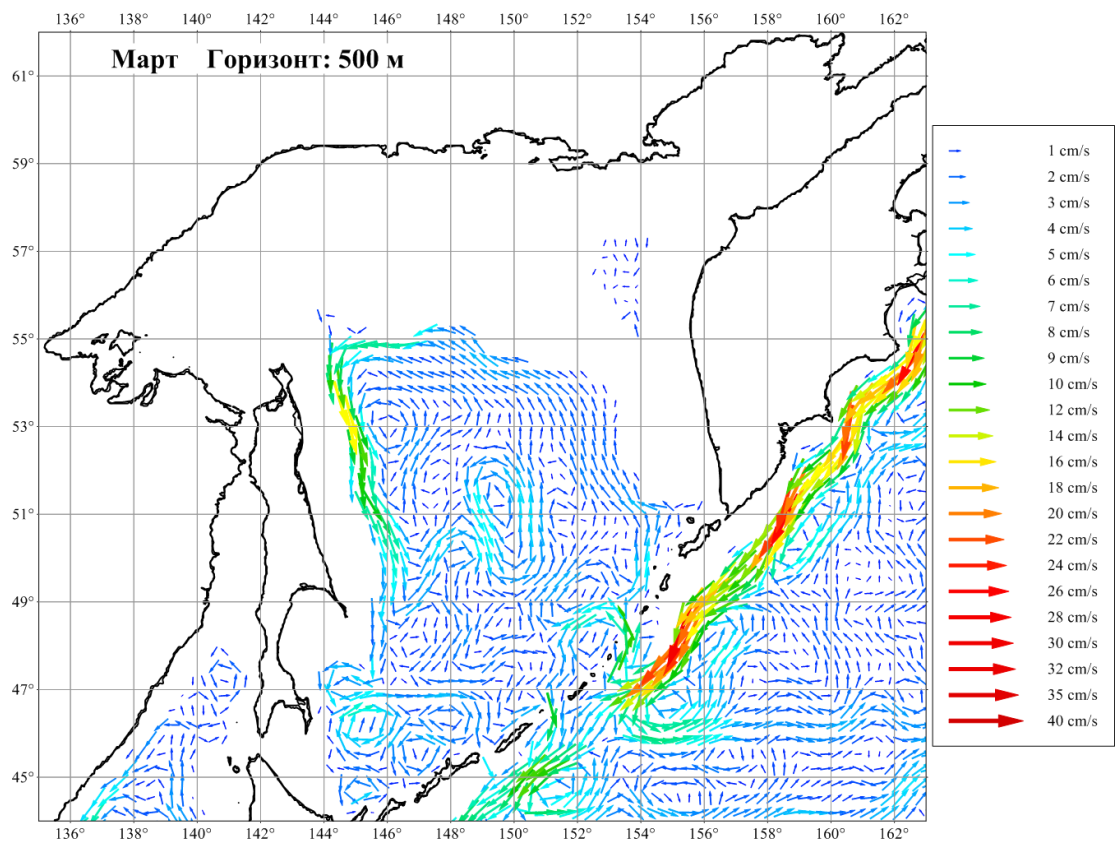 136° 138° 140° 142° 144° 146° 148° 150° 152° 154° 156° 158° 160° 162°
Март Горизонт: 500 м
61°
59°
57°
55°
53°
51°
49°
47°
45°
136° 138° 140° 142° 144° 146° 148° 150° 152° 154° 156° 158° 160° 162°
1 cm/s
2 cm/s
3 cm/s
4 cm/s
5 cm/s
6 cm/s
7 cm/s
8 cm/s
9 cm/s
10 cm/s
12 cm/s
14 cm/s
16 cm/s
18 cm/s
20 cm/s
22 cm/s
24 cm/s
26 cm/s
28 cm/s
30 cm/s
32 cm/s
35 cm/s
40 cm/s